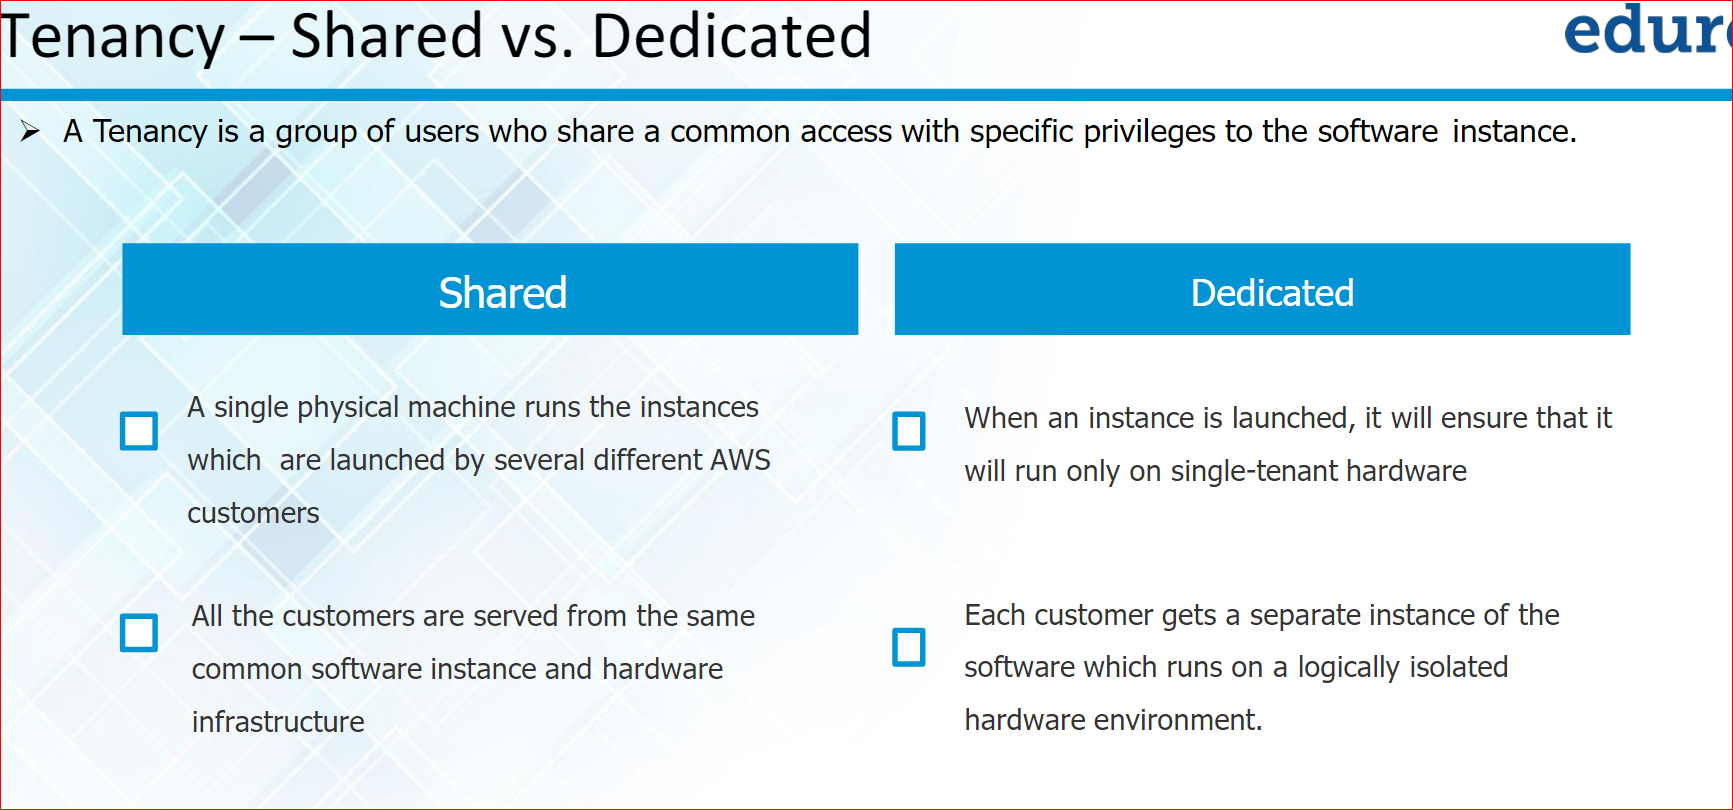 Tenancy – Shared vs. Dedicated
A Tenancy is a group of users who share a common access with specific privileges to the software instance.
Shared
A single physical machine runs the instances
which are launched by several different AWS
customers
All the customers are served from the same
common software instance and hardware
infrastructure
Dedicated
When an instance is launched, it will ensure that it
will run only on single-tenant hardware
Each customer gets a separate instance of the
software which runs on a logically isolated
hardware environment.